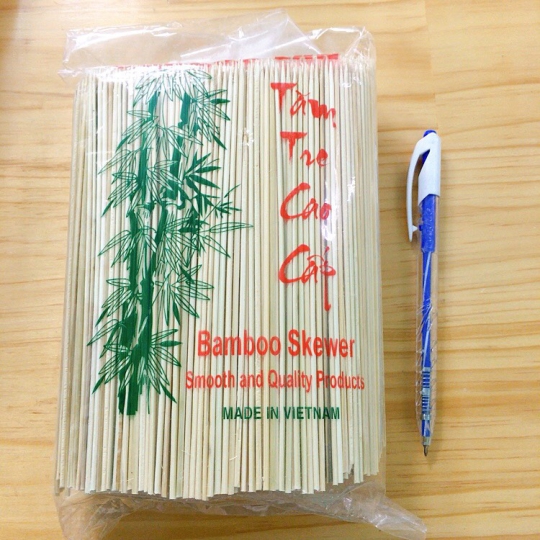 Tăm
Tre
Cao
Cấp
Bamboo Skewer
Smooth and Quality Products
MADE IN VIETNAM